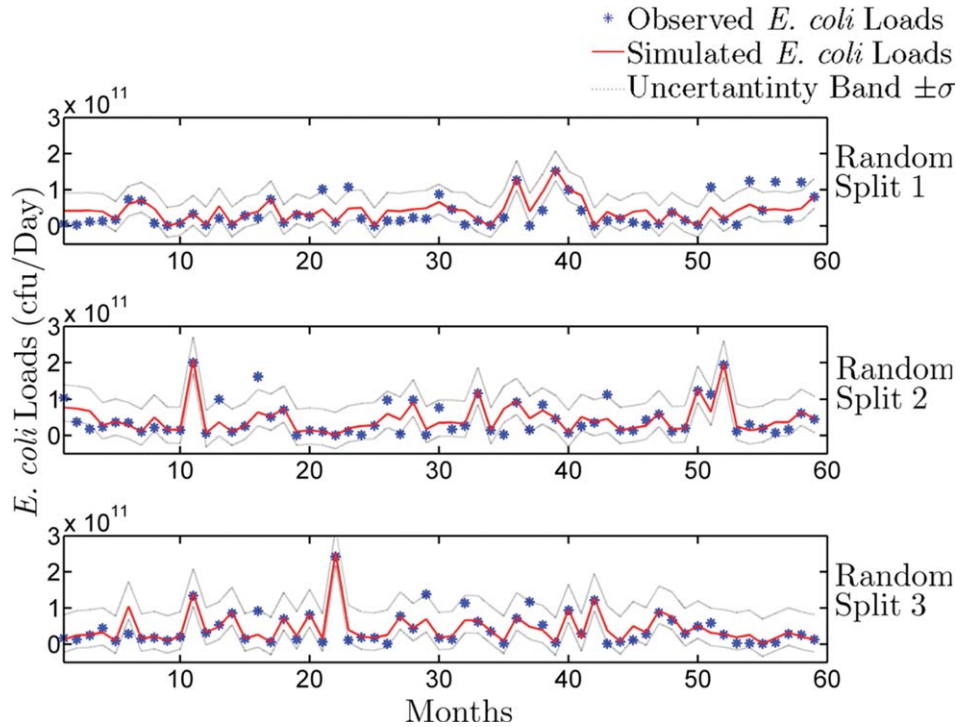 * Observed E. coli Loads
Simulated E. coli Loads
Uncertantinty Band ±σ
E. coli Loads (cfu/Day)
x 10^11
3
2
1
0
10 20 30 40 50 60
Random
Split 1
x 10^11
3
2
1
0
10 20 30 40 50 60
Random
Split 2
x 10^11
3
2
1
0
10 20 30 40 50 60
Random
Split 3
Months